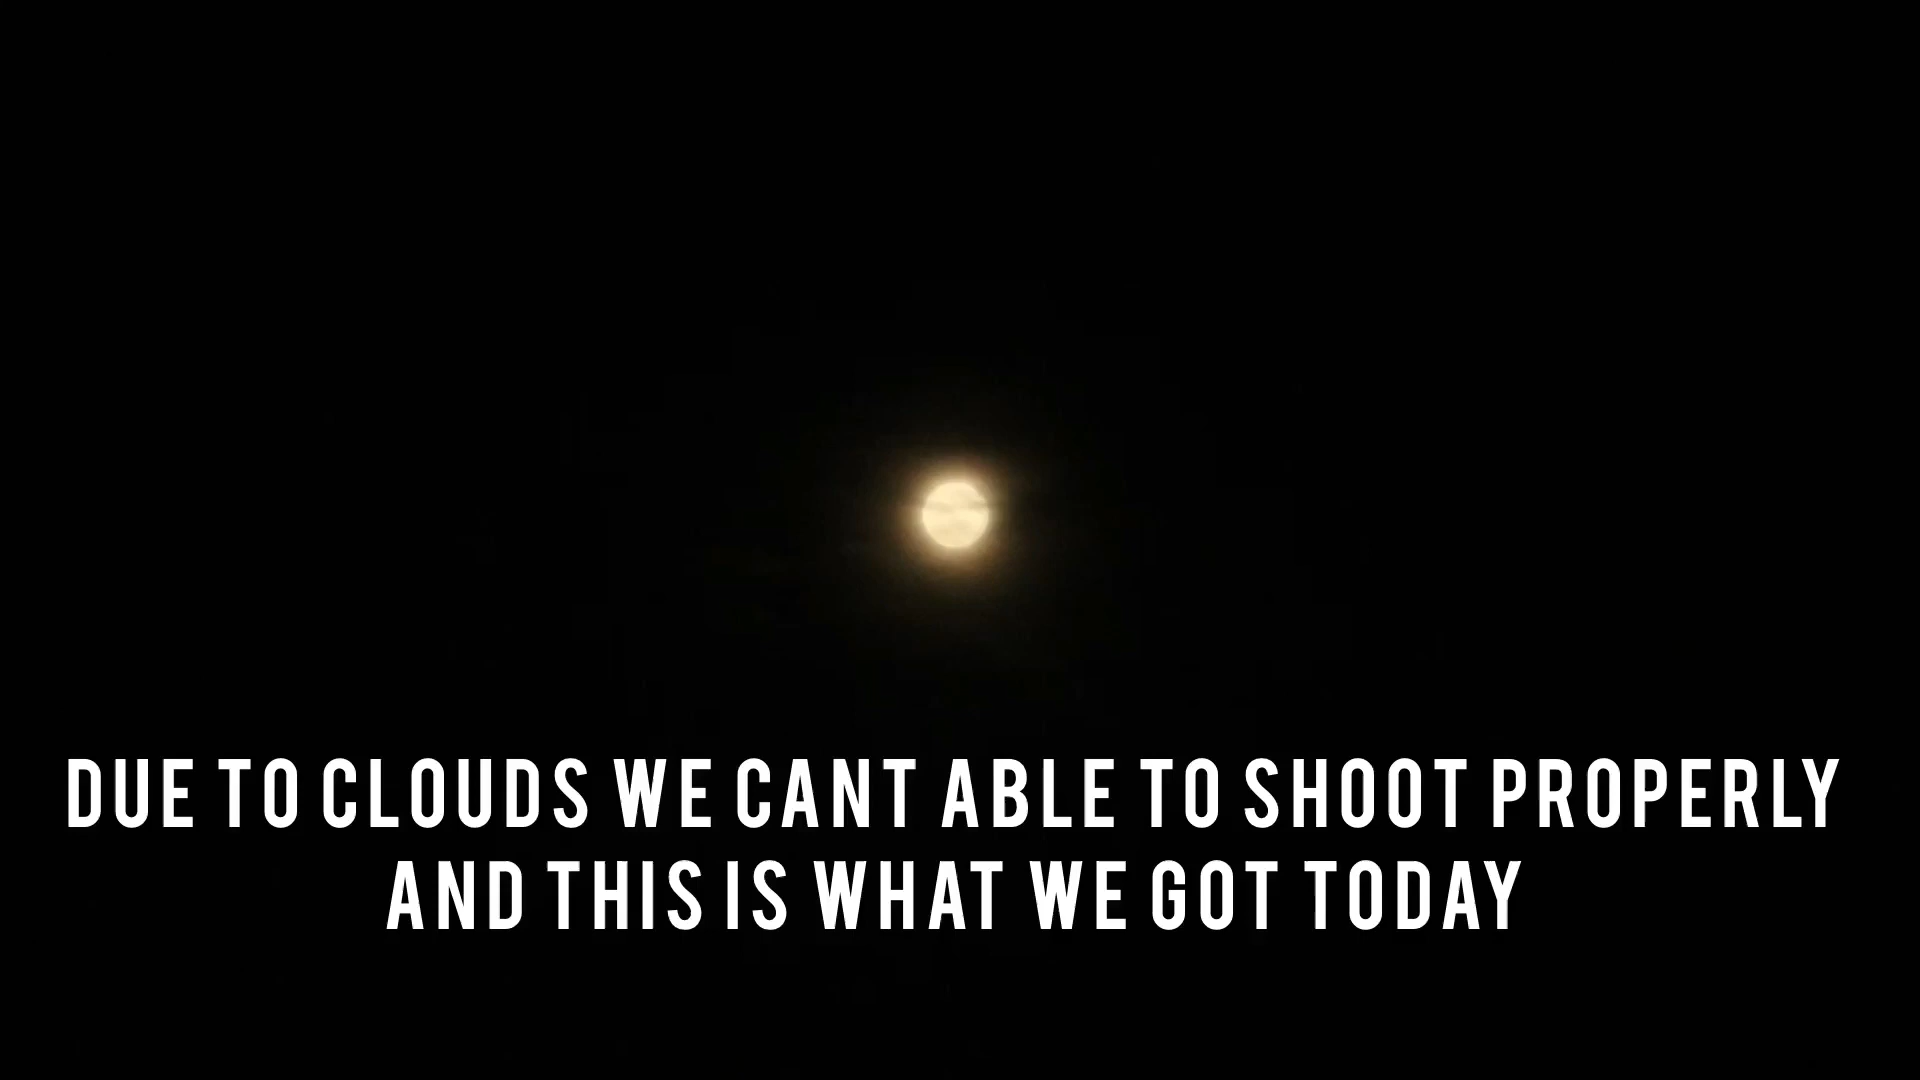 DUE TO CLOUDS WE CANT ABLE TO SHOOT PROPERLY
AND THIS IS WHAT WE GOT TODAY